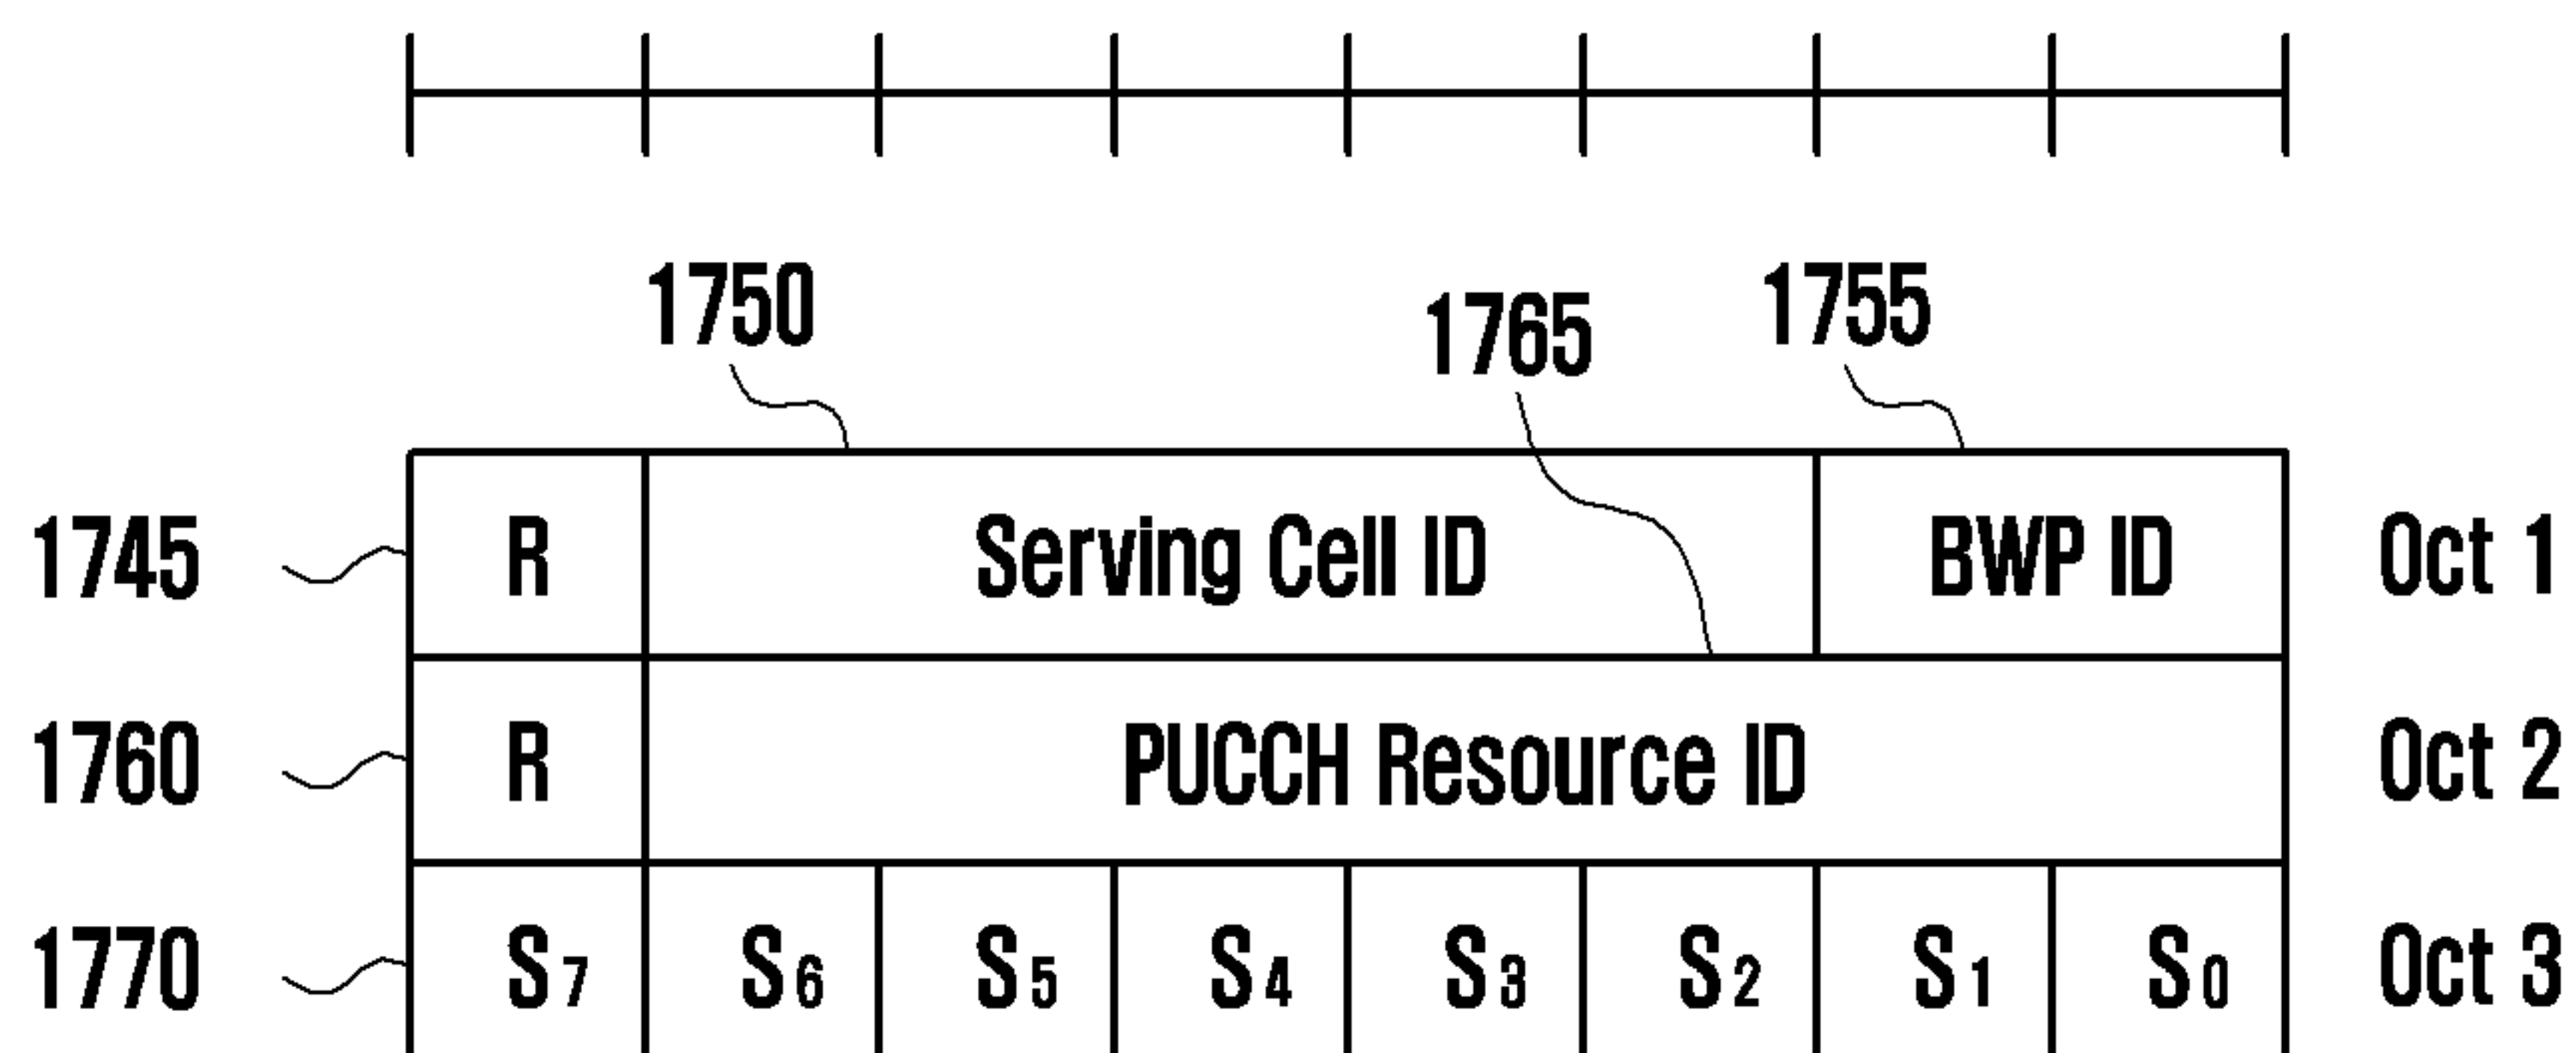 1750 1765 1755
1745 R Serving Cell ID BWP ID Oct 1
1760 R PUCCH Resource ID Oct 2
1770 S7 S6 S5 S4 S3 S2 S1 S0 Oct 3